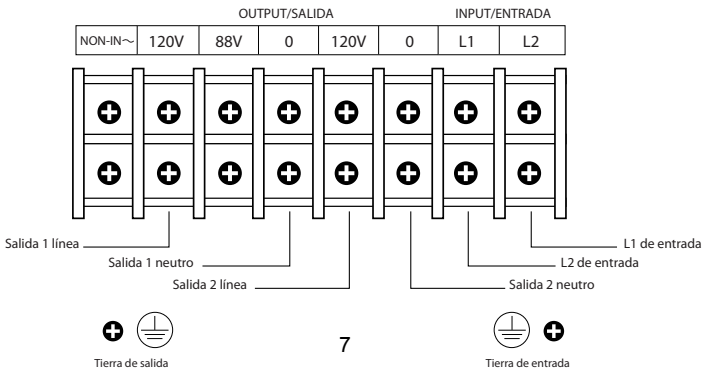 OUTPUT/SALIDA INPUT/ENTRADA
NON-IN～ 120V 88V 0 120V 0 L1 L2
Salida 1 línea L1 de entrada
Salida 1 neutro L2 de entrada
Salida 2 línea Salida 2 neutro
7
Tierra de salida Tierra de entrada